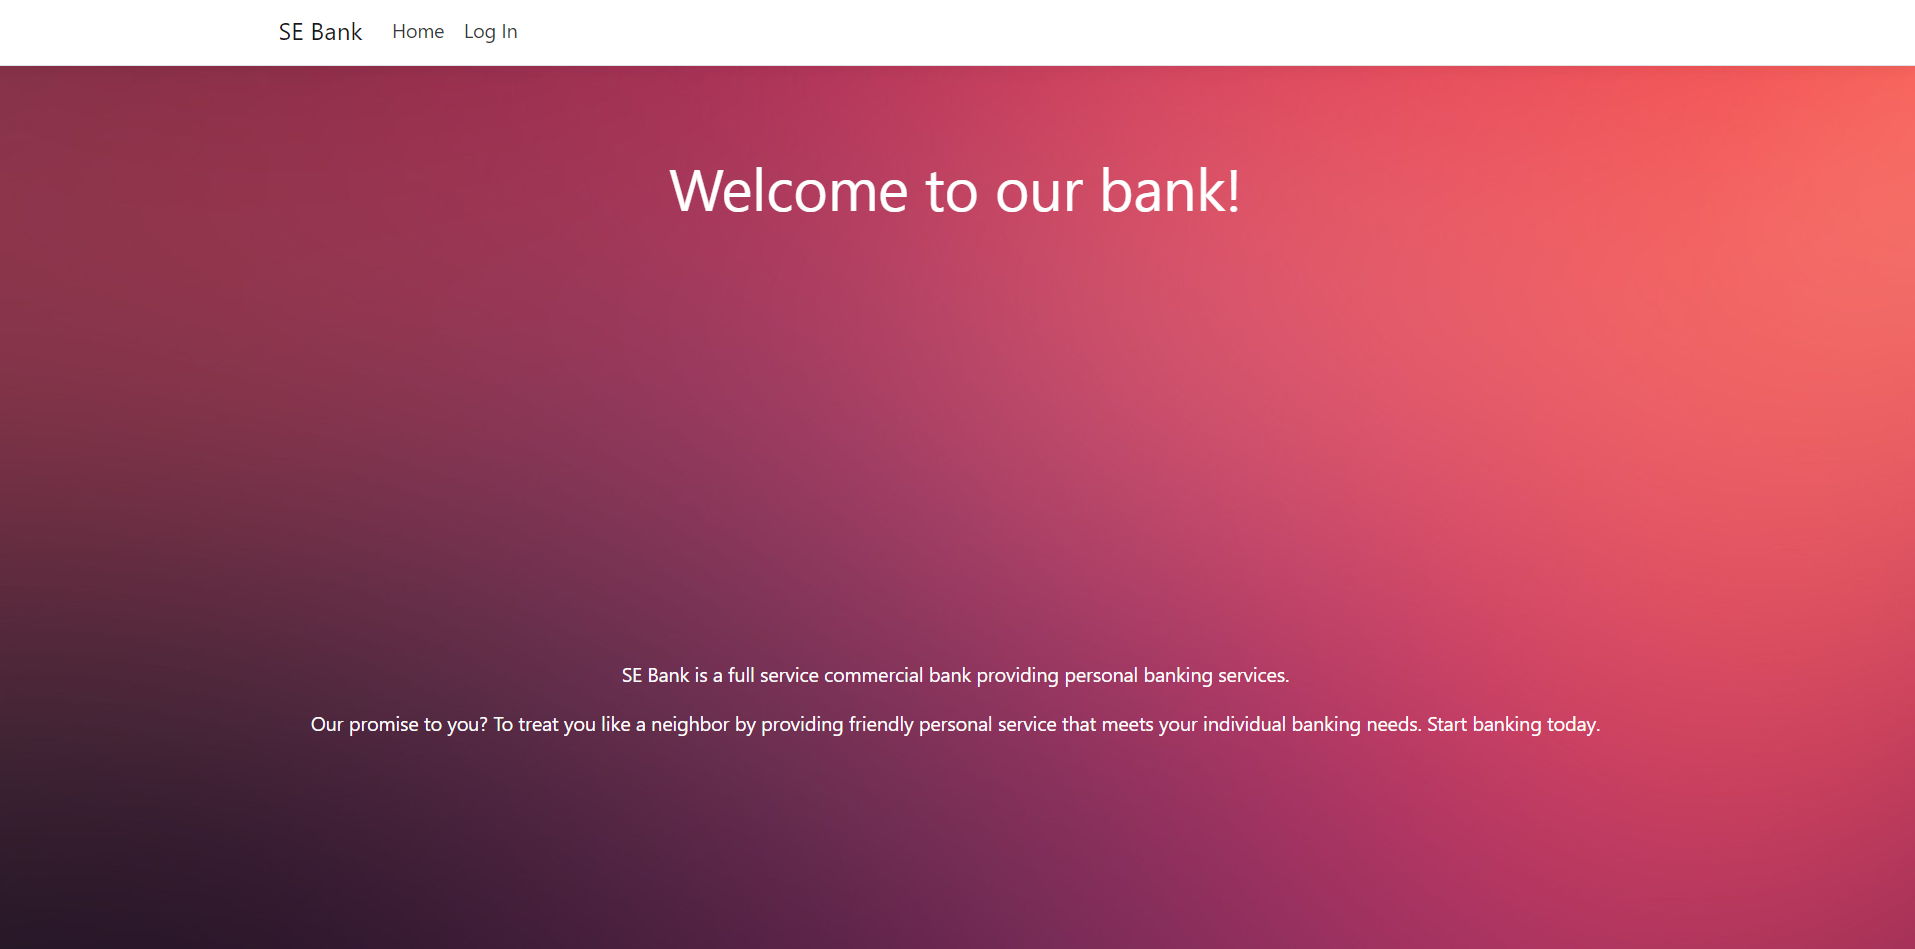 SE Bank Home Log In
Welcome to our bank!
SE Bank is a full service commercial bank providing personal banking services.
Our promise to you? To treat you like a neighbor by providing friendly personal service that meets your individual banking needs. Start banking today.